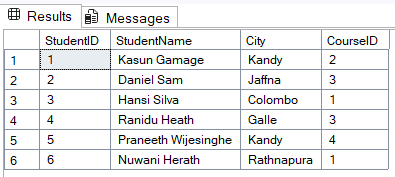 Results Messages
StudentID StudentName City CourseID
1 1 Kasun Gamage Kandy 2
2 2 Daniel Sam Jaffna 3
3 3 Hansi Silva Colombo 1
4 4 Ranidu Heath Galle 3
5 5 Praneeth Wijesinghe Kandy 4
6 6 Nuwani Herath Rathnapura 1